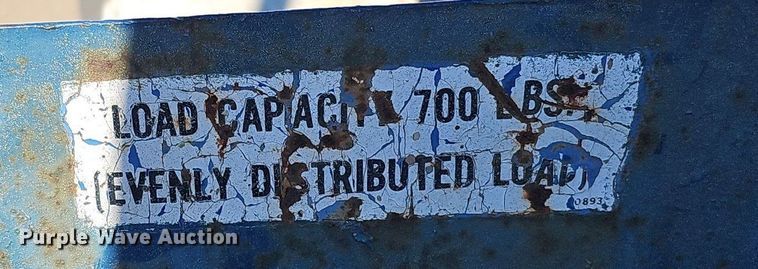 LOAD CAPACITY 700 LBS.
(EVENLY DISTRIBUTED LOAD)
0893
Purple Wave Auction